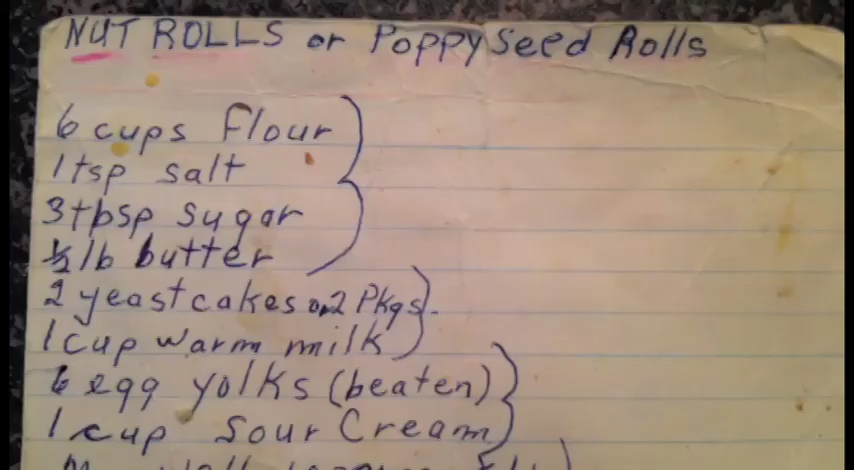 NUT ROLLS or Poppy Seed Rolls
6 cups flour
1 tsp salt
3 tbsp sugar
½ lb butter
2 yeast cakes or 2 Pkgs.
1 cup warm milk
6 egg yolks (beaten)
1 cup Sour Cream